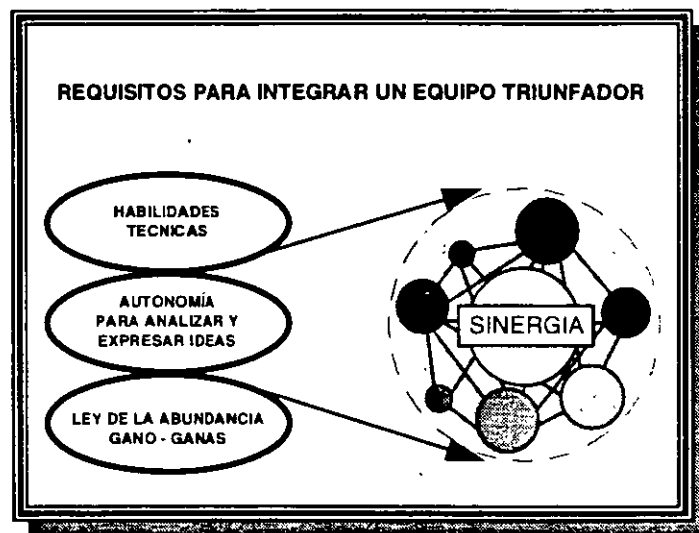 REQUISITOS PARA INTEGRAR UN EQUIPO TRIUNFADOR
HABILIDADES
TECNICAS
AUTONOMÍA
PARA ANALIZAR Y
EXPRESAR IDEAS
LEY DE LA ABUNDANCIA
GANO - GANAS
SINERGIA